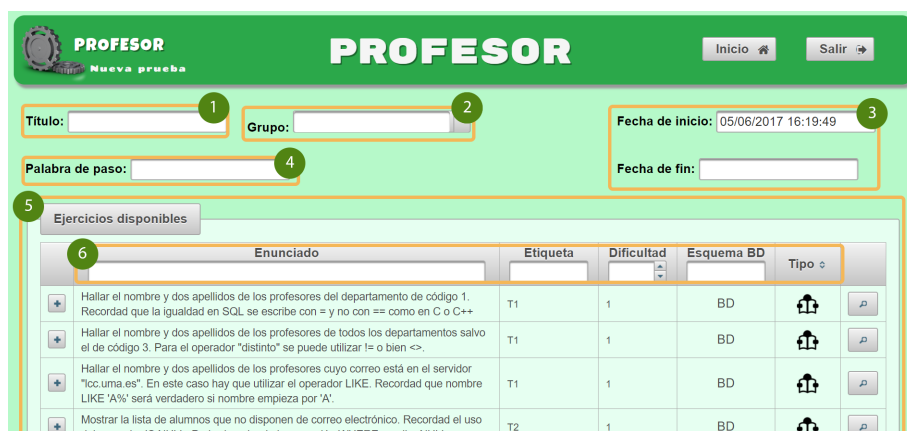 PROFESOR
Nueva prueba
PROFESOR
Inicio
Salir
1
2
3
Título:
Grupo:
Fecha de inicio: 05/06/2017 16:19:49
4
Palabra de paso:
Fecha de fin:
5
Ejercicios disponibles
6
Enunciado
Etiqueta
Dificultad
Esquema BD
Tipo
Hallar el nombre y dos apellidos de los profesores del departamento de código 1.
Recordad que la igualdad en SQL se escribe con = y no con == como en C o C++
T1
1
BD
Hallar el nombre y dos apellidos de los profesores de todos los departamentos salvo
el de código 3. Para el operador "distinto" se puede utilizar != o bien <>.
T1
1
BD
Hallar el nombre y dos apellidos de los profesores cuyo correo está en el servidor
"lcc.uma.es". En este caso hay que utilizar el operador LIKE. Recordad que nombre
LIKE 'A%' será verdadero si nombre empieza por 'A'.
T1
1
BD
Mostrar la lista de alumnos que no disponen de correo electrónico. Recordad el uso
T2
1
BD